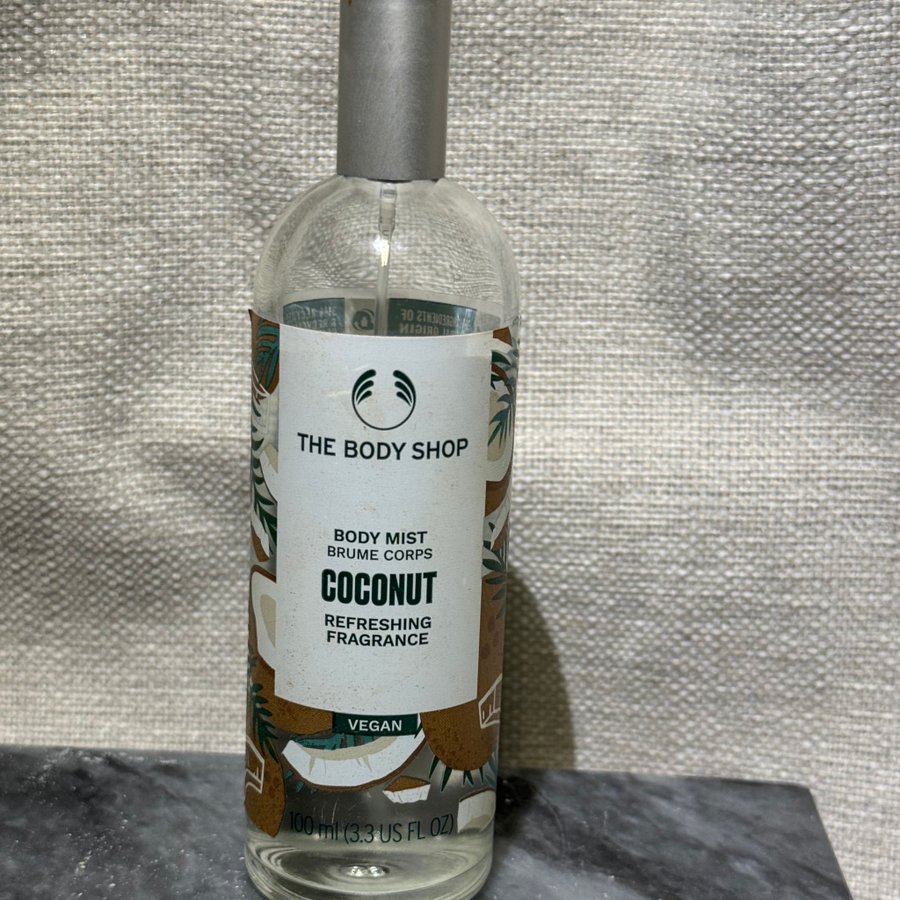 THE BODY SHOP
BODY MIST
BRUME CORPS
COCONUT
REFRESHING
FRAGRANCE
VEGAN
100 ml (3.3 US FL OZ)